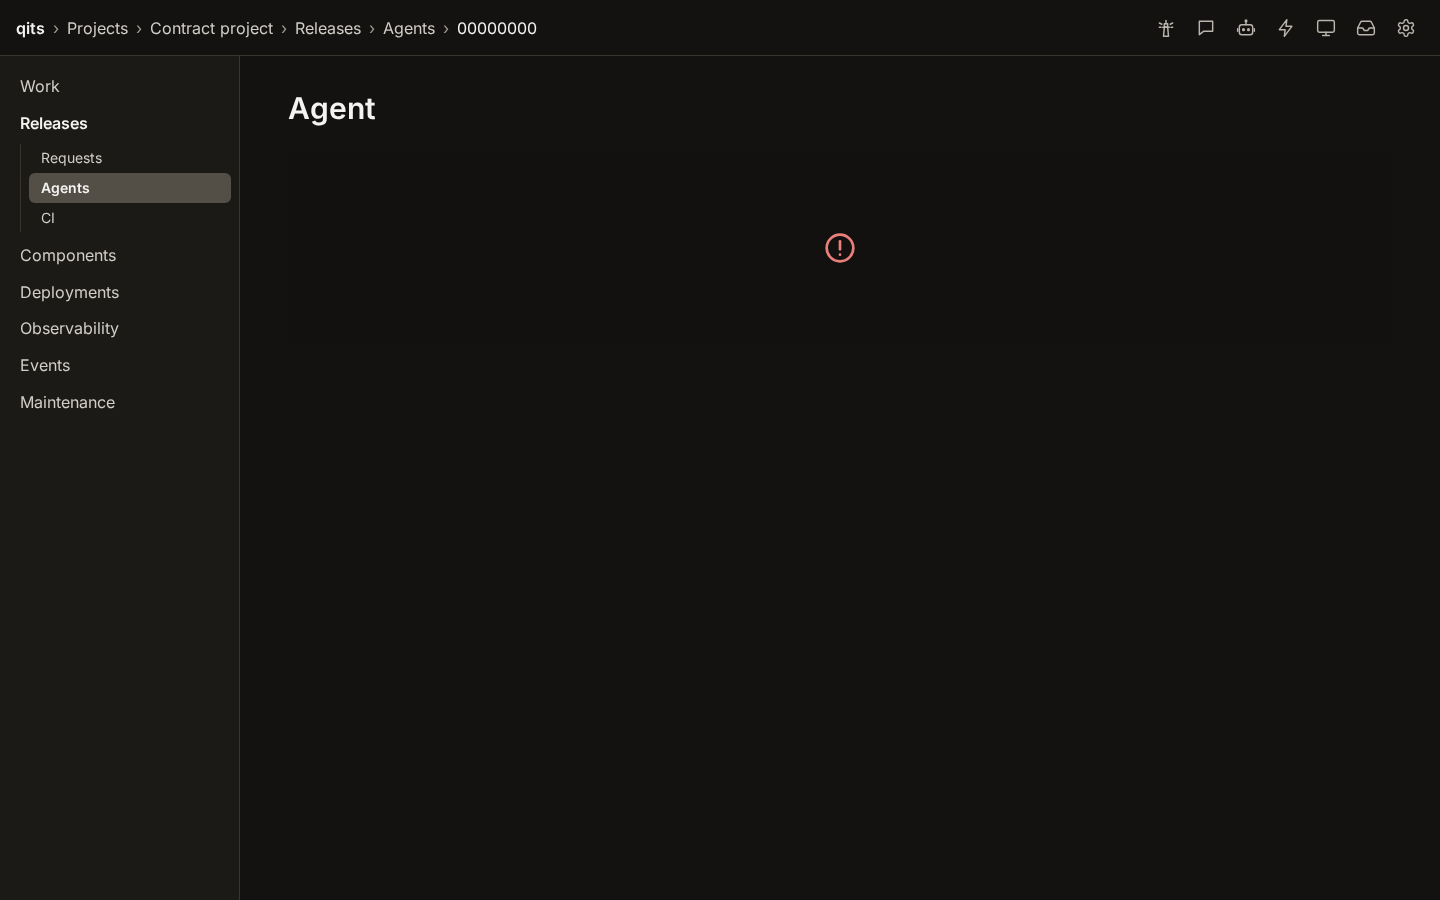 qits › Projects › Contract project › Releases › Agents › 00000000
Work
Releases
Requests
Agents
CI
Components
Deployments
Observability
Events
Maintenance
Agent